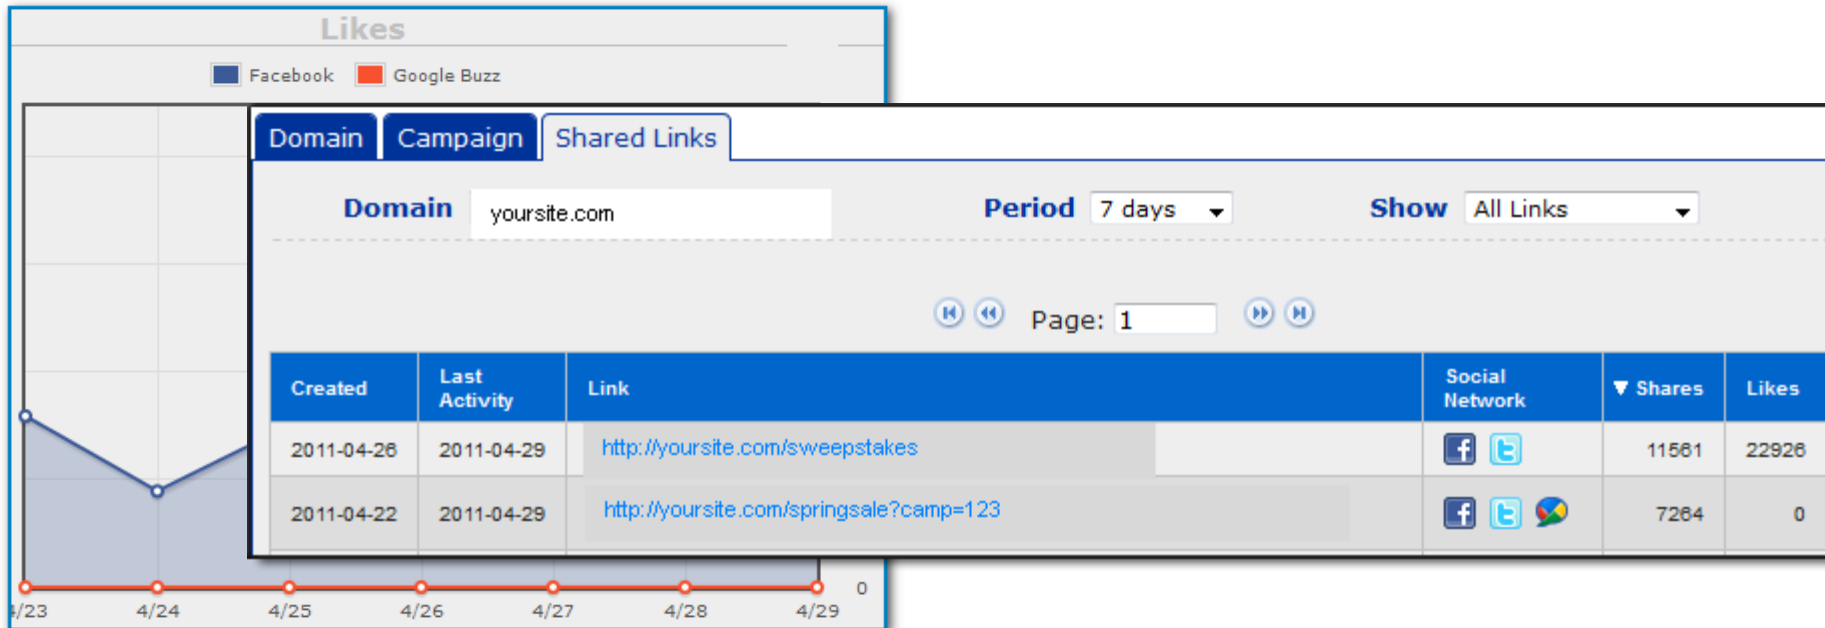 Likes
Facebook Google Buzz
Domain Campaign Shared Links
Domain yoursite.com Period 7 days Show All Links
Page: 1
Created Last Activity Link Social Network ▼ Shares Likes
2011-04-26 2011-04-29 http://yoursite.com/sweepstakes 11561 22926
2011-04-22 2011-04-29 http://yoursite.com/springsale?camp=123 7264 0
0
4/23 4/24 4/25 4/26 4/27 4/28 4/29